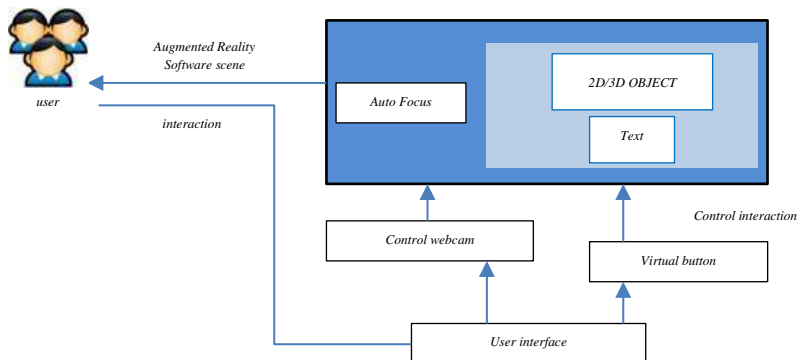 Augmented Reality
Software scene
user
interaction
Auto Focus
2D/3D OBJECT
Text
Control webcam
Control interaction
Virtual button
User interface